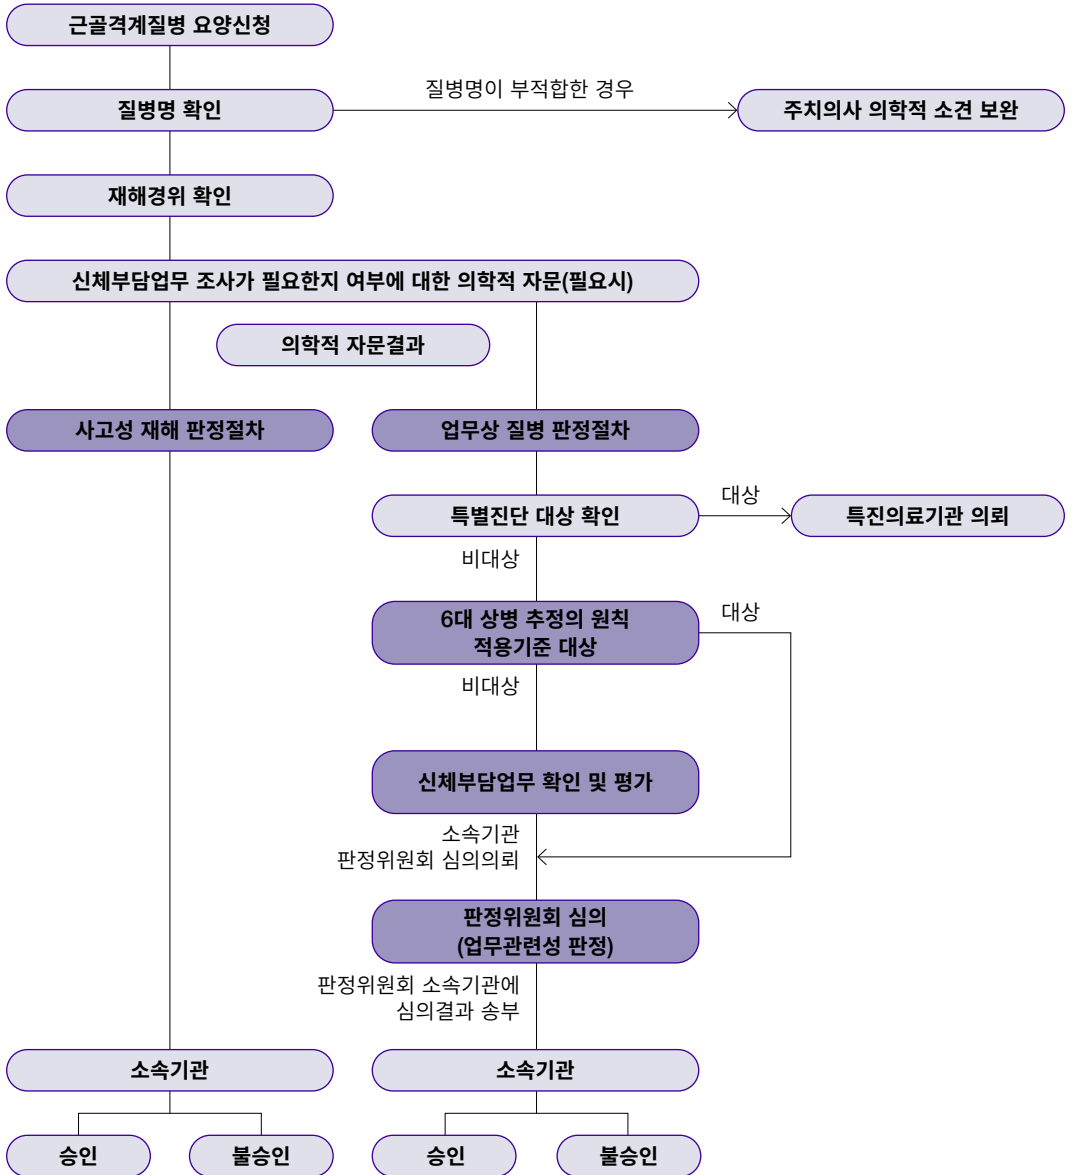 근골격계질병 요양신청
질병명 확인
질병명이 부적합한 경우
주치의사 의학적 소견 보완
재해경위 확인
신체부담업무 조사가 필요한지 여부에 대한 의학적 자문(필요시)
의학적 자문결과
사고성 재해 판정절차
업무상 질병 판정절차
특별진단 대상 확인
대상
특진의료기관 의뢰
비대상
6대 상병 추정의 원칙
적용기준 대상
대상
비대상
신체부담업무 확인 및 평가
소속기관
판정위원회 심의의뢰
판정위원회 심의
(업무관련성 판정)
판정위원회 소속기관에
심의결과 송부
소속기관
소속기관
승인
불승인
승인
불승인